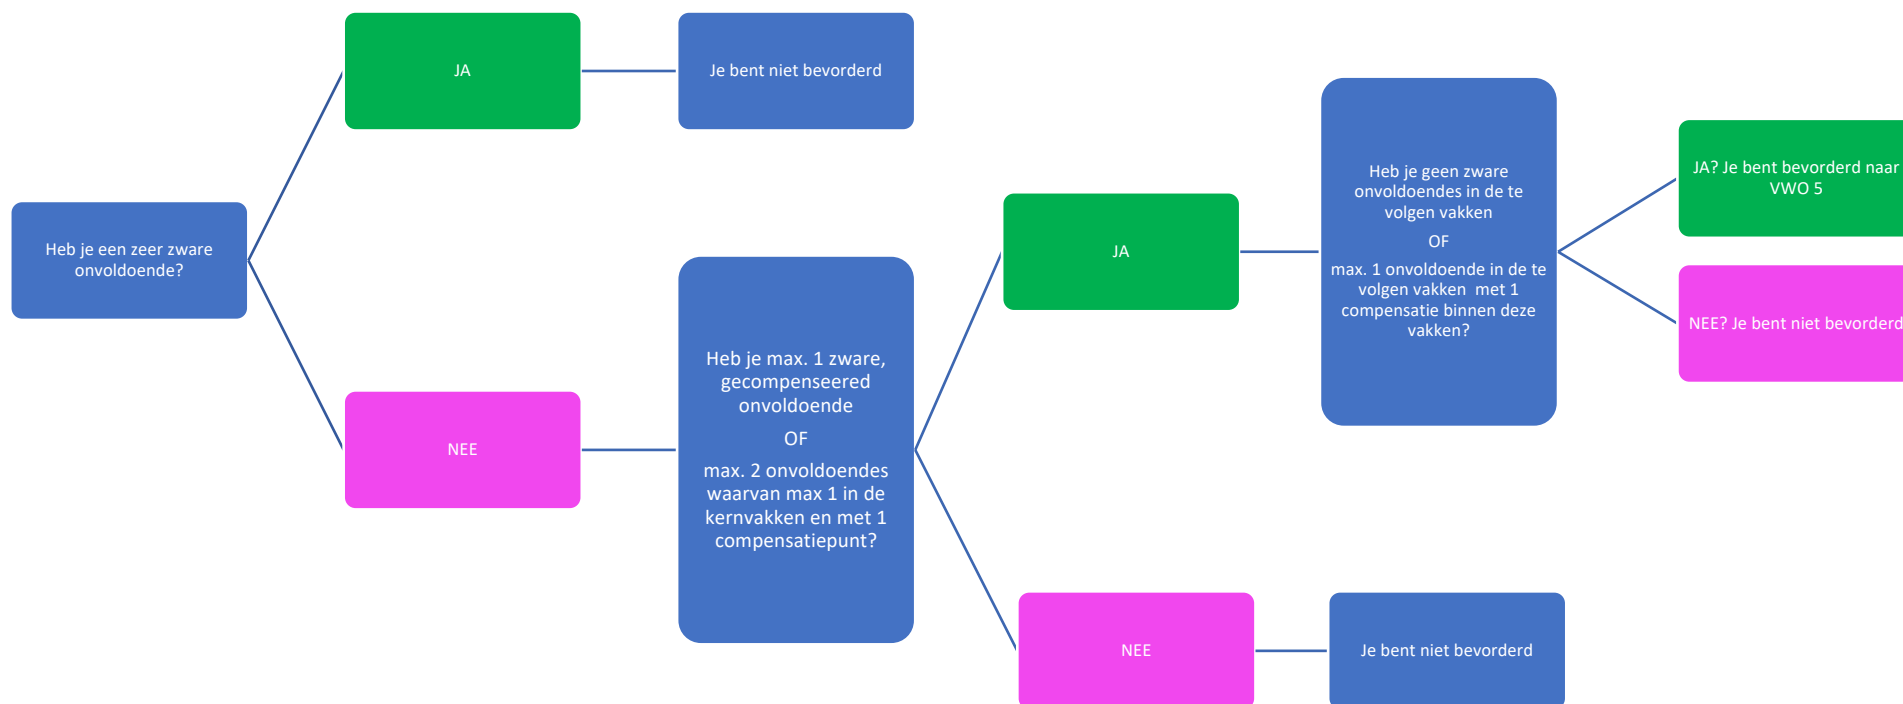 Heb je een zeer zware
onvoldoende?
JA
Je bent niet bevorderd
NEE
Heb je max. 1 zware,
gecompenseerd
onvoldoende
OF
max. 2 onvoldoendes
waarvan max 1 in de
kernvakken en met 1
compensatiepunt?
JA
Heb je geen zware
onvoldoendes in de te
volgen vakken
OF
max. 1 onvoldoende in de te
volgen vakken  met 1
compensatie binnen deze
vakken?
JA? Je bent bevorderd naar
VWO 5
NEE? Je bent niet bevorderd
NEE
Je bent niet bevorderd